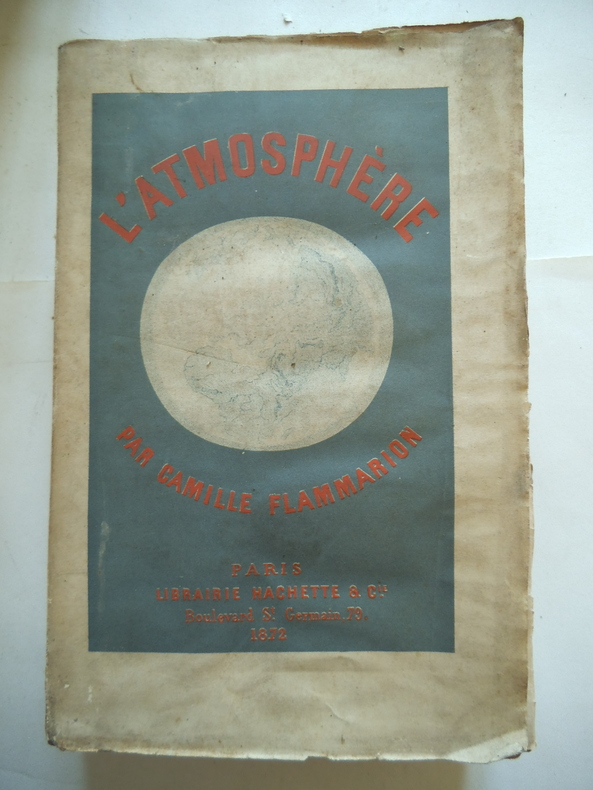 L'ATMOSPHÈRE
PAR CAMILLE FLAMMARION
PARIS
LIBRAIRIE HACHETTE & Cie
Boulevard St Germain, 79,
1872